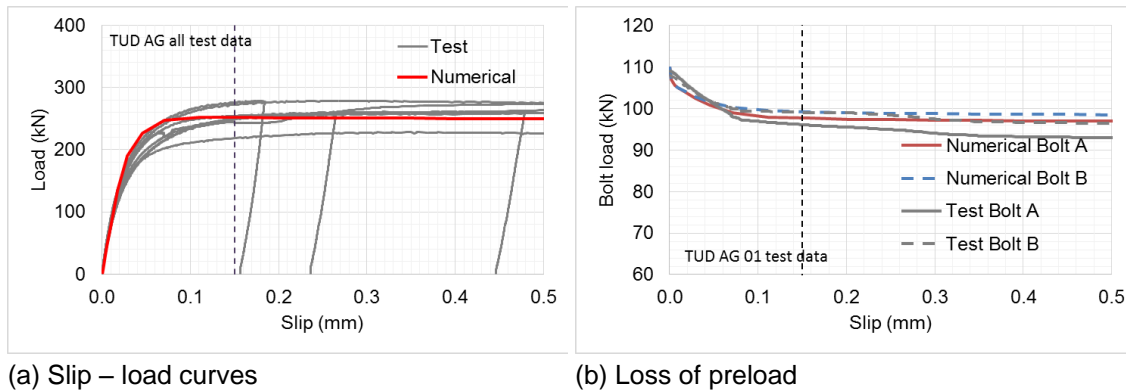 TUD AG all test data
Test
Numerical
Load (kN)
400
300
200
100
0
0.0 0.1 0.2 0.3 0.4 0.5
Slip (mm)
(a) Slip – load curves
Bolt load (kN)
120
110
100
90
80
70
60
Numerical Bolt A
Numerical Bolt B
Test Bolt A
Test Bolt B
TUD AG 01 test data
0.0 0.1 0.2 0.3 0.4 0.5
Slip (mm)
(b) Loss of preload